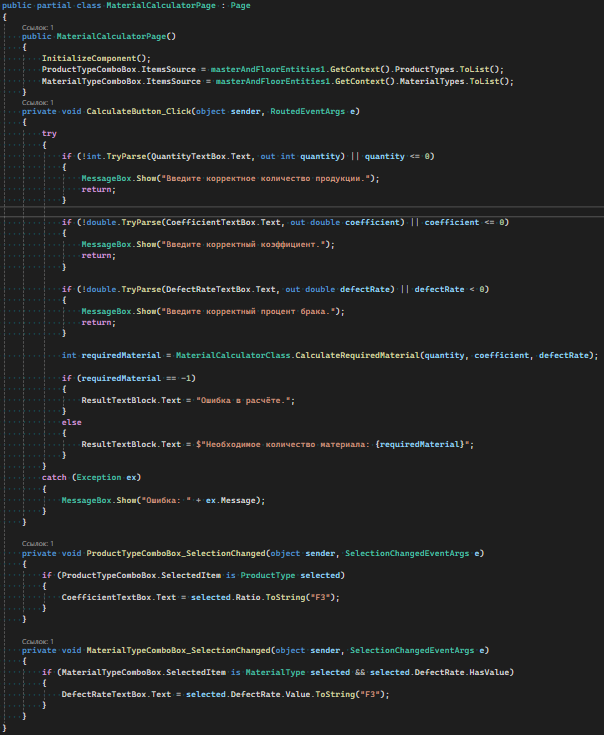 public partial class MaterialCalculatorPage : Page
{
Ссылок: 1
public MaterialCalculatorPage()
{
InitializeComponent();
ProductTypeComboBox.ItemsSource = masterAndFloorEntities1.GetContext().ProductTypes.ToList();
MaterialTypeComboBox.ItemsSource = masterAndFloorEntities1.GetContext().MaterialTypes.ToList();
}
Ссылок: 1
private void CalculateButton_Click(object sender, RoutedEventArgs e)
{
try
{
if (!int.TryParse(QuantityTextBox.Text, out int quantity) || quantity <= 0)
{
MessageBox.Show("Введите корректное количество продукции.");
return;
}
if (!double.TryParse(CoefficientTextBox.Text, out double coefficient) || coefficient <= 0)
{
MessageBox.Show("Введите корректный коэффициент.");
return;
}
if (!double.TryParse(DefectRateTextBox.Text, out double defectRate) || defectRate < 0)
{
MessageBox.Show("Введите корректный процент брака.");
return;
}
int requiredMaterial = MaterialCalculatorClass.CalculateRequiredMaterial(quantity, coefficient, defectRate);
if (requiredMaterial == -1)
{
ResultTextBlock.Text = "Ошибка в расчёте.";
}
else
{
ResultTextBlock.Text = $"Необходимое количество материала: {requiredMaterial}";
}
}
catch (Exception ex)
{
MessageBox.Show("Ошибка: " + ex.Message);
}
}
Ссылок: 1
private void ProductTypeComboBox_SelectionChanged(object sender, SelectionChangedEventArgs e)
{
if (ProductTypeComboBox.SelectedItem is ProductType selected)
{
CoefficientTextBox.Text = selected.Ratio.ToString("F3");
}
}
Ссылок: 1
private void MaterialTypeComboBox_SelectionChanged(object sender, SelectionChangedEventArgs e)
{
if (MaterialTypeComboBox.SelectedItem is MaterialType selected && selected.DefectRate.HasValue)
{
DefectRateTextBox.Text = selected.DefectRate.Value.ToString("F3");
}
}
}